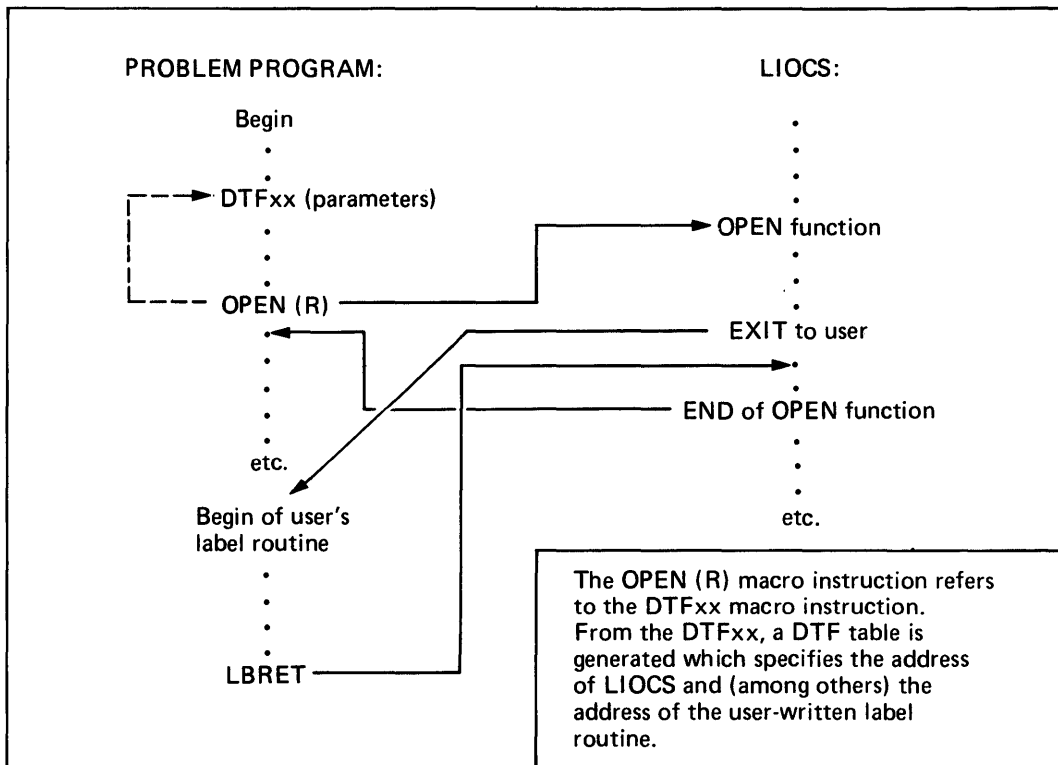 PROBLEM PROGRAM:
Begin
DTFxx (parameters)
OPEN (R)
etc.
Begin of user's
label routine
LBRET
LIOCS:
OPEN function
EXIT to user
END of OPEN function
etc.
The OPEN (R) macro instruction refers
to the DTFxx macro instruction.
From the DTFxx, a DTF table is
generated which specifies the address
of LIOCS and (among others) the
address of the user-written label
routine.